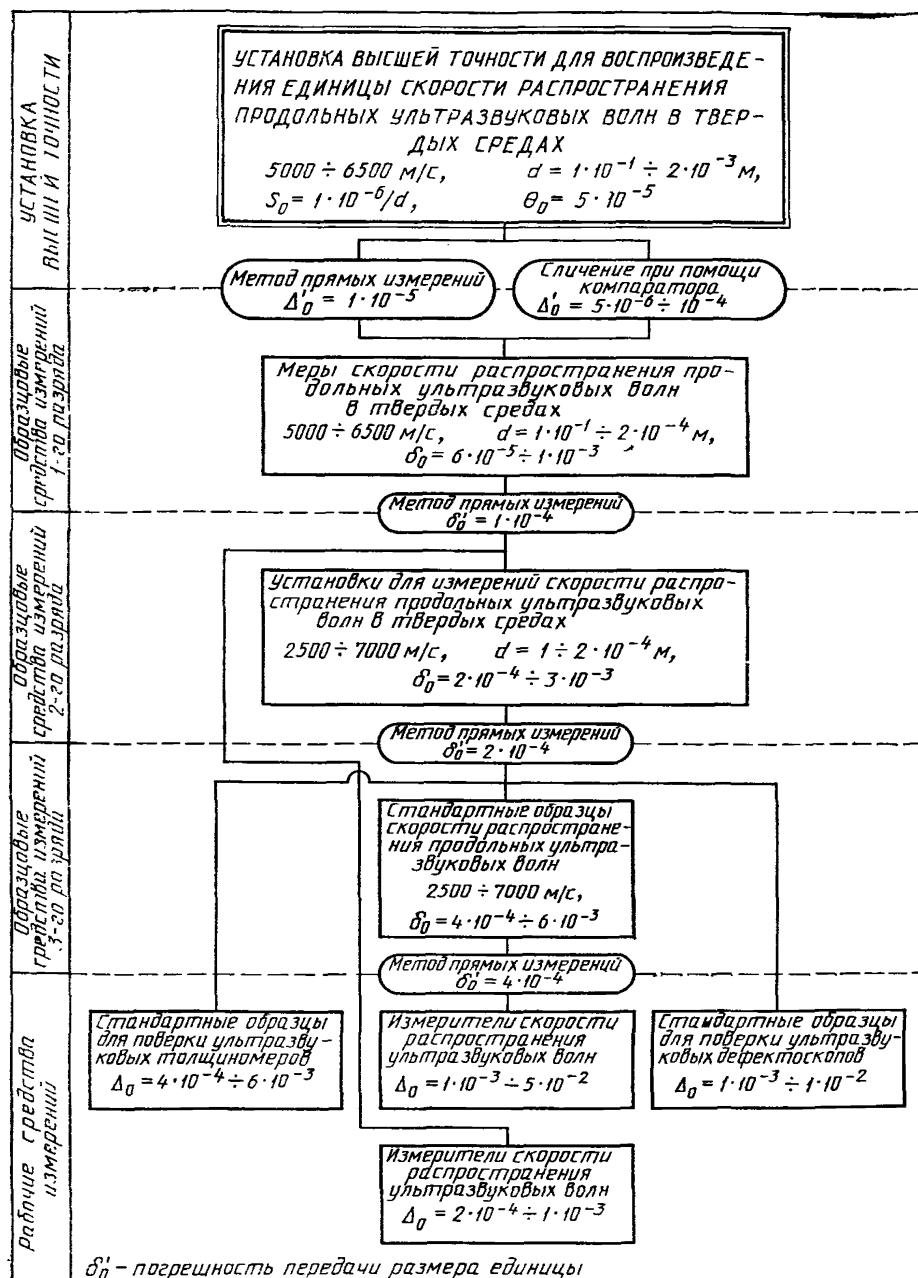 УСТАНОВКА
ВЫСШЕЙ ТОЧНОСТИ
УСТАНОВКА ВЫСШЕЙ ТОЧНОСТИ ДЛЯ ВОСПРОИЗВЕДЕ-
НИЯ ЕДИНИЦЫ СКОРОСТИ РАСПРОСТРАНЕНИЯ
ПРОДОЛЬНЫХ УЛЬТРАЗВУКОВЫХ ВОЛН В ТВЕР-
ДЫХ СРЕДАХ
5000 ÷ 6500 м/с, d = 1·10⁻¹ ÷ 2·10⁻³ м,
S₀ = 1·10⁻⁶/d, Θ₀ = 5·10⁻⁵
Метод прямых измерений
Δ'₀ = 1·10⁻⁵
Сличение при помощи
компаратора
Δ'₀ = 5·10⁻⁶ ÷ 10⁻⁴
Образцовые
средства измерений
1-го разряда
Меры скорости распространения про-
дольных ультразвуковых волн
в твердых средах
5000 ÷ 6500 м/с, d = 1·10⁻¹ ÷ 2·10⁻⁴ м,
δ₀ = 6·10⁻⁵ ÷ 1·10⁻³
Метод прямых измерений
δ'₀ = 1·10⁻⁴
Образцовые
средства измерений
2-го разряда
Установки для измерений скорости распро-
странения продольных ультразвуковых
волн в твердых средах
2500 ÷ 7000 м/с, d = 1 ÷ 2·10⁻⁴ м,
δ₀ = 2·10⁻⁴ ÷ 3·10⁻³
Метод прямых измерений
δ'₀ = 2·10⁻⁴
Образцовые
средства измерений
3-го разряда
Стандартные образцы
скорости распростране-
ния продольных ультра-
звуковых волн
2500 ÷ 7000 м/с,
δ₀ = 4·10⁻⁴ ÷ 6·10⁻³
Метод прямых измерений
δ'₀ = 4·10⁻⁴
Рабочие средства
измерений
Стандартные образцы
для поверки ультразву-
ковых толщиномеров
Δ₀ = 4·10⁻⁴ ÷ 6·10⁻³
Измерители скорости
распространения
ультразвуковых волн
Δ₀ = 1·10⁻³ ÷ 5·10⁻²
Стандартные образцы
для поверки ультразву-
ковых дефектоскопов
Δ₀ = 1·10⁻³ ÷ 1·10⁻²
Измерители скорости
распространения
ультразвуковых волн
Δ₀ = 2·10⁻⁴ ÷ 1·10⁻³
δ'₀ – погрешность передачи размера единицы